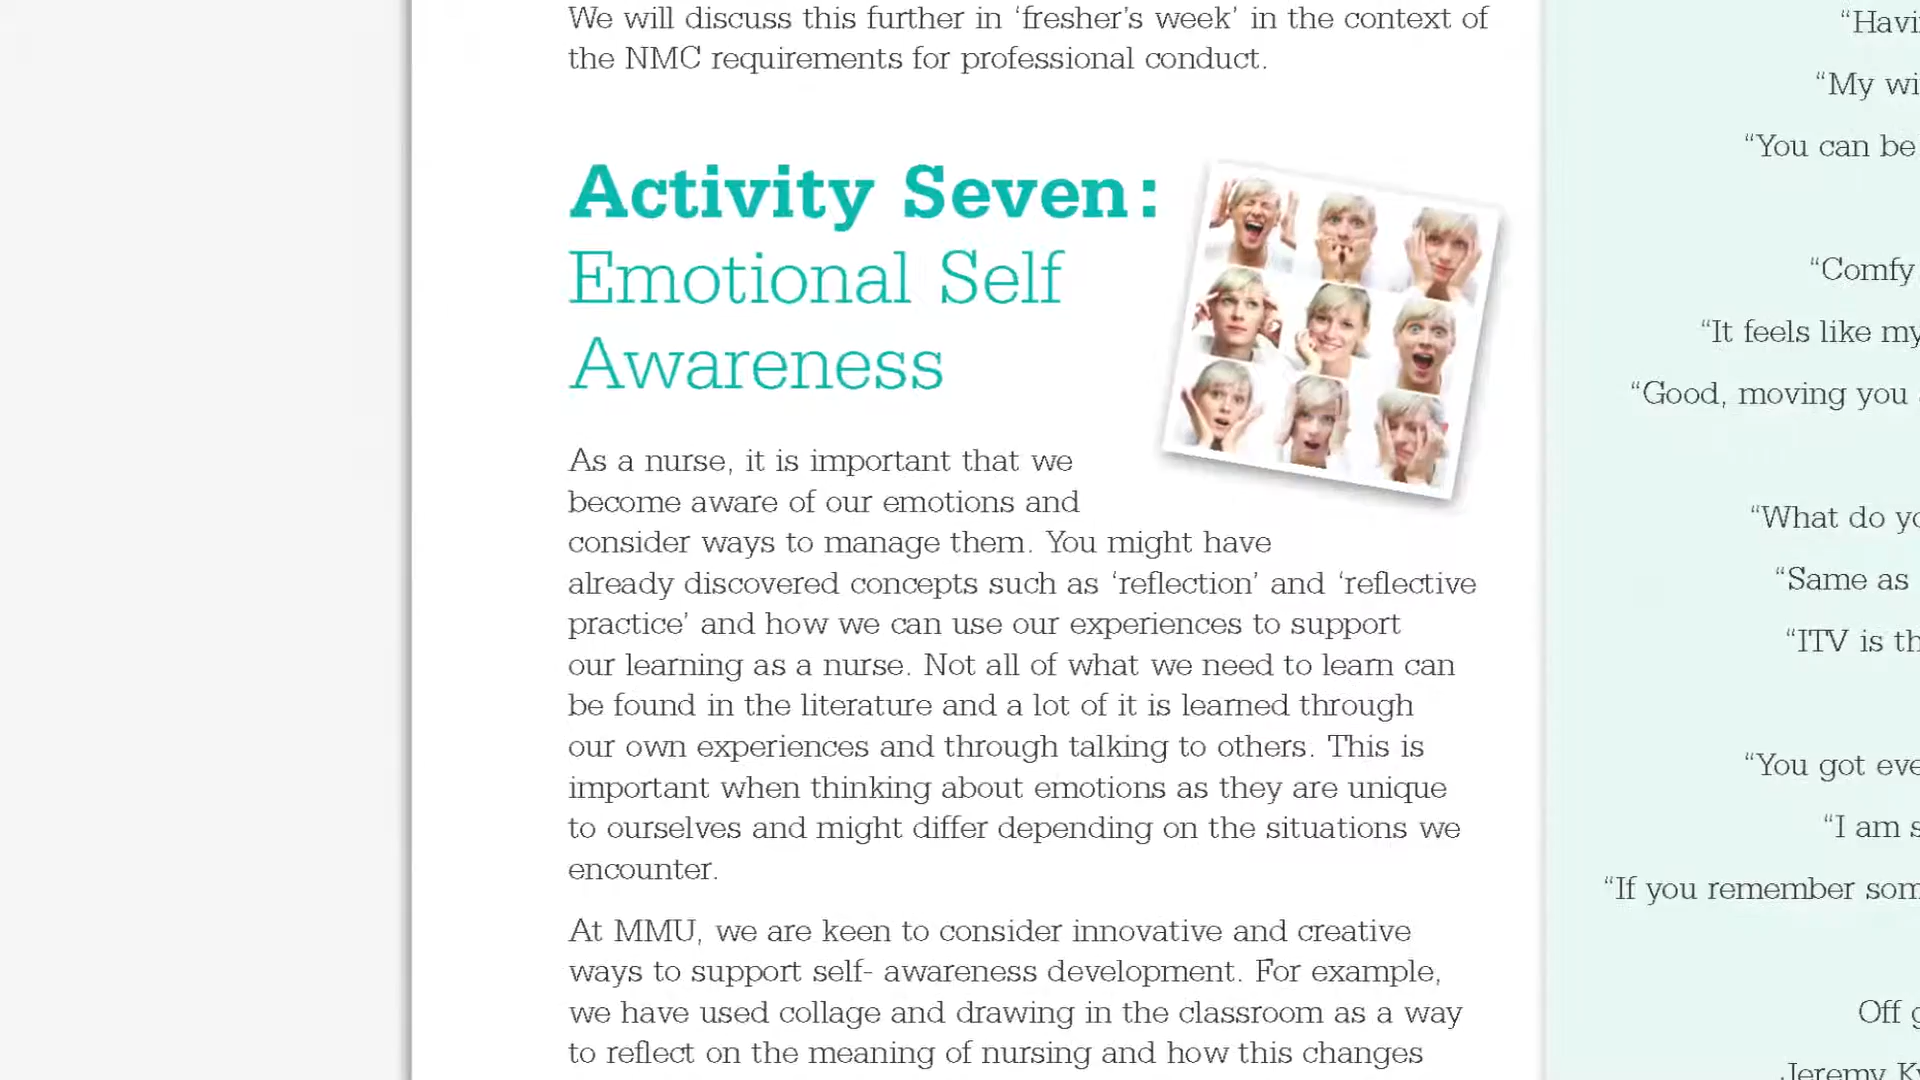 We will discuss this further in ‘fresher’s week’ in the context of
the NMC requirements for professional conduct.
Activity Seven:
Emotional Self
Awareness
As a nurse, it is important that we
become aware of our emotions and
consider ways to manage them. You might have
already discovered concepts such as ‘reflection’ and ‘reflective
practice’ and how we can use our experiences to support
our learning as a nurse. Not all of what we need to learn can
be found in the literature and a lot of it is learned through
our own experiences and through talking to others. This is
important when thinking about emotions as they are unique
to ourselves and might differ depending on the situations we
encounter.
At MMU, we are keen to consider innovative and creative
ways to support self- awareness development. For example,
we have used collage and drawing in the classroom as a way
to reflect on the meaning of nursing and how this changes
“My
“You can be
“Comfy
“It feels like my
“Good, moving you
“What do
“Same as
“ITV is
“You got
“I am
“If you remember
Off
Jeremy